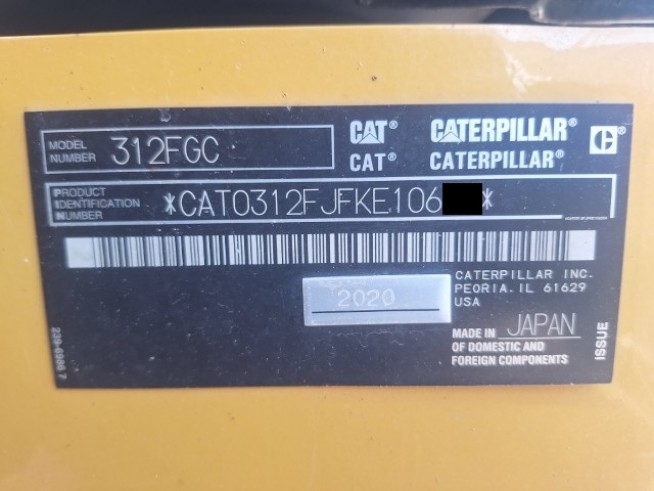 MODEL NUMBER 312FGC
CAT® CATERPILLAR®
CAT® CATERPILLAR®
PRODUCT IDENTIFICATION NUMBER *CAT0312FJFKE106 *
CATERPILLAR INC.
PEORIA, IL 61629
USA
2020
MADE IN JAPAN
OF DOMESTIC AND
FOREIGN COMPONENTS
ISSUE